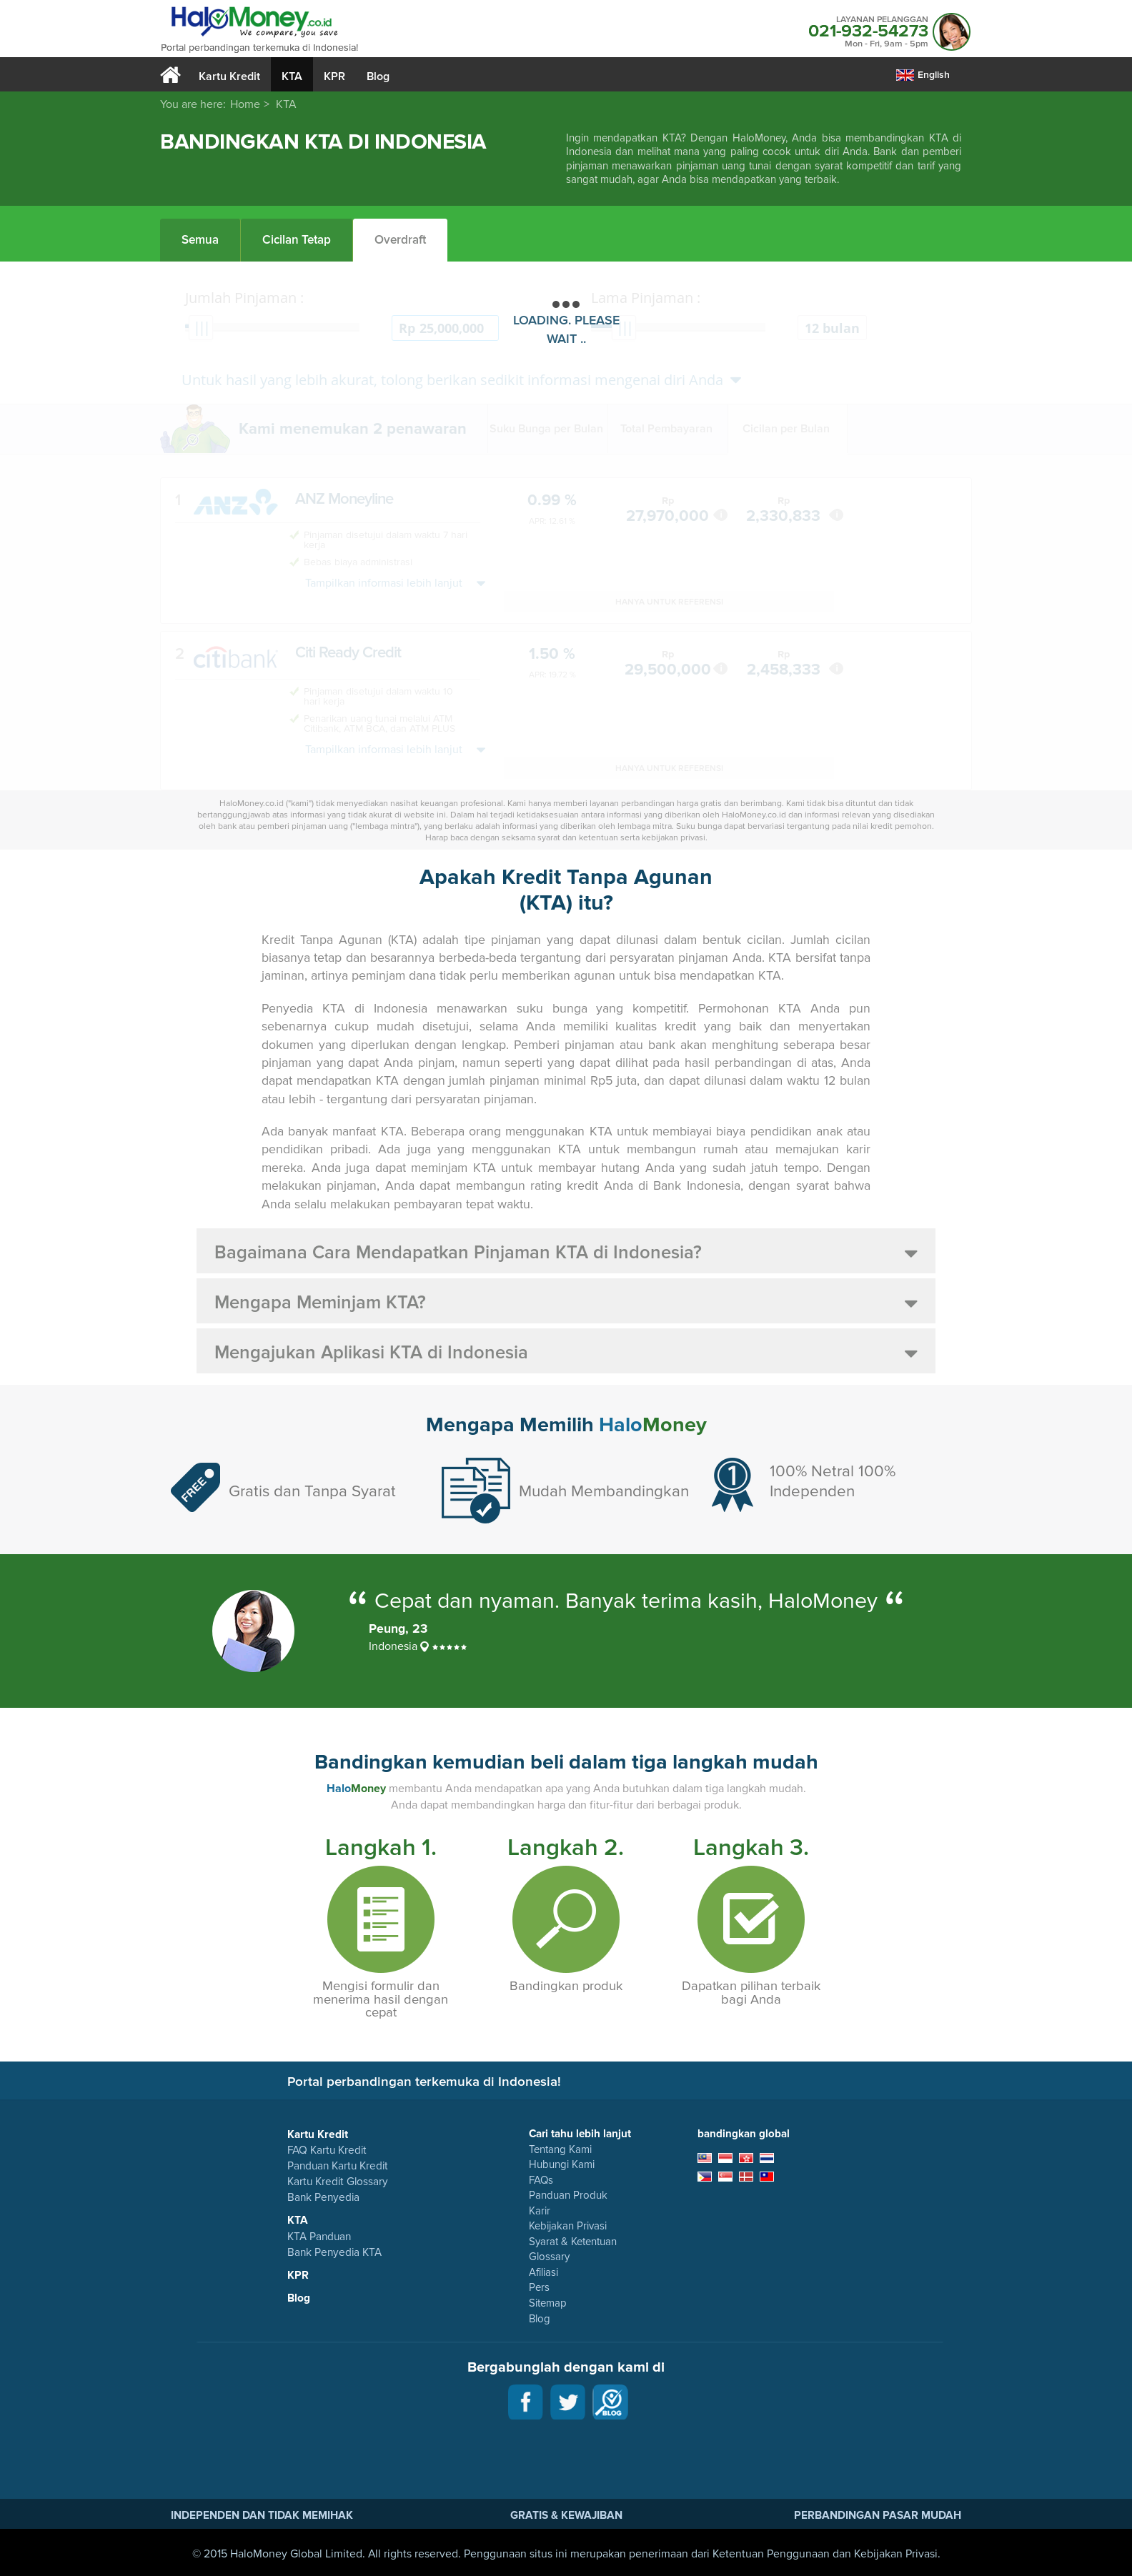 HaloMoney.co.id
We compare, you save
Portal perbandingan terkemuka di Indonesia!
LAYANAN PELANGGAN
021-932-54273
Mon - Fri, 9am - 5pm
Kartu Kredit KTA KPR Blog English
You are here: Home > KTA
BANDINGKAN KTA DI INDONESIA
Ingin mendapatkan KTA? Dengan HaloMoney, Anda bisa membandingkan KTA di
Indonesia dan melihat mana yang paling cocok untuk diri Anda. Bank dan pemberi
pinjaman menawarkan pinjaman uang tunai dengan syarat kompetitif dan tarif yang
sangat mudah, agar Anda bisa mendapatkan yang terbaik.
Semua Cicilan Tetap Overdraft
Jumlah Pinjaman :
Rp 25,000,000
LOADING. PLEASE
WAIT ..
Lama Pinjaman :
12 bulan
Untuk hasil yang lebih akurat, tolong berikan sedikit informasi mengenai diri Anda
Kami menemukan 2 penawaran Suku Bunga per Bulan Total Pembayaran Cicilan per Bulan
1 ANZ ANZ Moneyline 0.99 % Rp 27,970,000 Rp 2,330,833
Pinjaman disetujui dalam waktu 7 hari
kerja
Bebas biaya administrasi
Tampilkan informasi lebih lanjut
HANYA UNTUK REFERENSI
2 citibank Citi Ready Credit 1.50 % Rp 29,500,000 Rp 2,458,333
Pinjaman disetujui dalam waktu 10
hari kerja
Penarikan uang tunai melalui ATM
Citibank, ATM BCA, dan ATM PLUS
Tampilkan informasi lebih lanjut
HANYA UNTUK REFERENSI
HaloMoney.co.id ("kami") tidak menyediakan nasihat keuangan profesional. Kami hanya memberi layanan perbandingan harga gratis dan berimbang. Kami tidak bisa dituntut dan tidak
bertanggungjawab atas informasi yang tidak akurat di website ini. Dalam hal terjadi ketidaksesuaian antara informasi yang diberikan oleh HaloMoney.co.id dan informasi relevan yang disediakan
oleh bank atau pemberi pinjaman uang ("lembaga mintra"), yang berlaku adalah informasi yang diberikan oleh lembaga mitra. Suku bunga dapat bervariasi tergantung pada nilai kredit pemohon.
Harap baca dengan seksama syarat dan ketentuan serta kebijakan privasi.
Apakah Kredit Tanpa Agunan
(KTA) itu?
Kredit Tanpa Agunan (KTA) adalah tipe pinjaman yang dapat dilunasi dalam bentuk cicilan. Jumlah cicilan
biasanya tetap dan besarannya berbeda-beda tergantung dari persyaratan pinjaman Anda. KTA bersifat tanpa
jaminan, artinya peminjam dana tidak perlu memberikan agunan untuk bisa mendapatkan KTA.
Penyedia KTA di Indonesia menawarkan suku bunga yang kompetitif. Permohonan KTA Anda pun
sebenarnya cukup mudah disetujui, selama Anda memiliki kualitas kredit yang baik dan menyertakan
dokumen yang diperlukan dengan lengkap. Pemberi pinjaman atau bank akan menghitung seberapa besar
pinjaman yang dapat Anda pinjam, namun seperti yang dapat dilihat pada hasil perbandingan di atas, Anda
dapat mendapatkan KTA dengan jumlah pinjaman minimal Rp5 juta, dan dapat dilunasi dalam waktu 12 bulan
atau lebih - tergantung dari persyaratan pinjaman.
Ada banyak manfaat KTA. Beberapa orang menggunakan KTA untuk membiayai biaya pendidikan anak atau
pendidikan pribadi. Ada juga yang menggunakan KTA untuk membangun rumah atau memajukan karir
mereka. Anda juga dapat meminjam KTA untuk membayar hutang Anda yang sudah jatuh tempo. Dengan
melakukan pinjaman, Anda dapat membangun rating kredit Anda di Bank Indonesia, dengan syarat bahwa
Anda selalu melakukan pembayaran tepat waktu.
Bagaimana Cara Mendapatkan Pinjaman KTA di Indonesia?
Mengapa Meminjam KTA?
Mengajukan Aplikasi KTA di Indonesia
Mengapa Memilih HaloMoney
FREE Gratis dan Tanpa Syarat
Mudah Membandingkan
1 100% Netral 100%
Independen
“ Cepat dan nyaman. Banyak terima kasih, HaloMoney “
Peung, 23
Indonesia
Bandingkan kemudian beli dalam tiga langkah mudah
HaloMoney membantu Anda mendapatkan apa yang Anda butuhkan dalam tiga langkah mudah.
Anda dapat membandingkan harga dan fitur-fitur dari berbagai produk.
Langkah 1. Langkah 2. Langkah 3.
Mengisi formulir dan
menerima hasil dengan
cepat
Bandingkan produk
Dapatkan pilihan terbaik
bagi Anda
Portal perbandingan terkemuka di Indonesia!
Kartu Kredit
FAQ Kartu Kredit
Panduan Kartu Kredit
Kartu Kredit Glossary
Bank Penyedia
KTA
KTA Panduan
Bank Penyedia KTA
KPR
Blog
Cari tahu lebih lanjut
Tentang Kami
Hubungi Kami
FAQs
Panduan Produk
Karir
Kebijakan Privasi
Syarat & Ketentuan
Glossary
Afiliasi
Pers
Sitemap
Blog
bandingkan global
Bergabunglah dengan kami di
BLOG
INDEPENDEN DAN TIDAK MEMIHAK GRATIS & KEWAJIBAN PERBANDINGAN PASAR MUDAH
© 2015 HaloMoney Global Limited. All rights reserved. Penggunaan situs ini merupakan penerimaan dari Ketentuan Penggunaan dan Kebijakan Privasi.